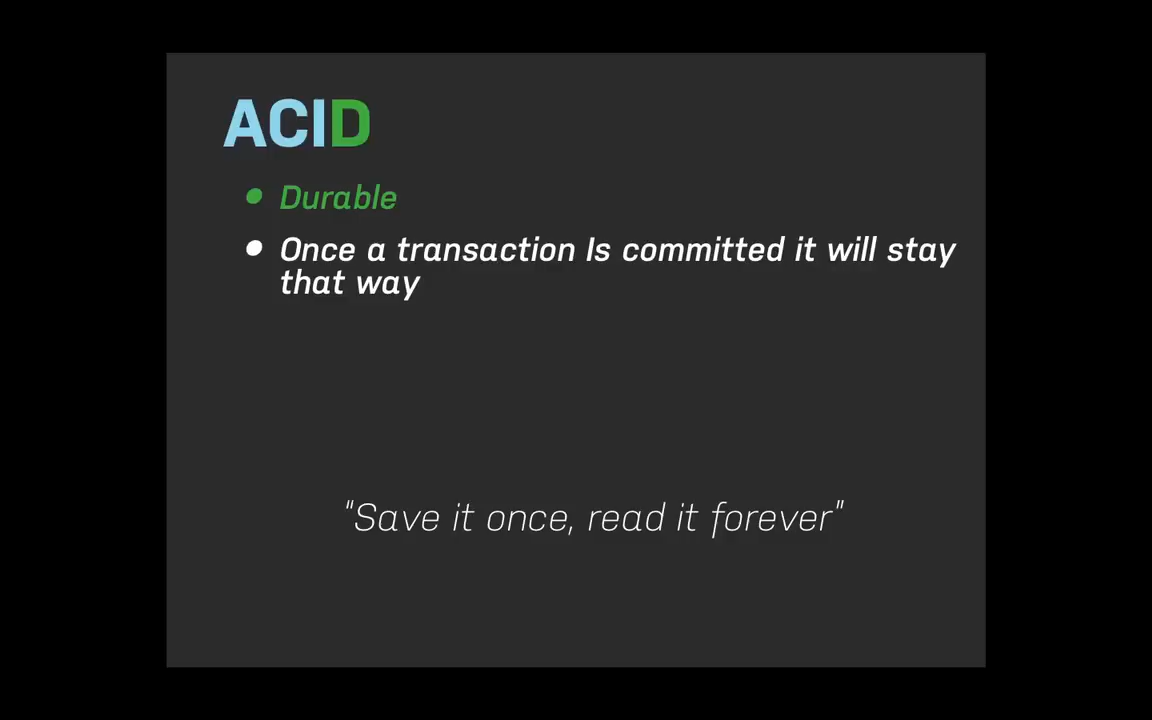 ACID
Durable
Once a transaction Is committed it will stay
that way
"Save it once, read it forever"